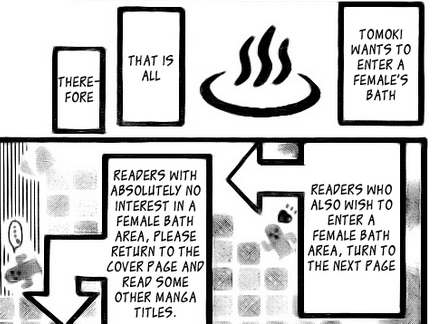 TOMOKI
WANTS TO
ENTER A
FEMALE'S
BATH
THAT IS
ALL
THERE-
FORE
READERS WHO
ALSO WISH TO
ENTER A
FEMALE BATH
AREA, TURN TO
THE NEXT PAGE
READERS WITH
ABSOLUTELY NO
INTEREST IN A
FEMALE BATH
AREA, PLEASE
RETURN TO THE
COVER PAGE AND
READ SOME
OTHER MANGA
TITLES.